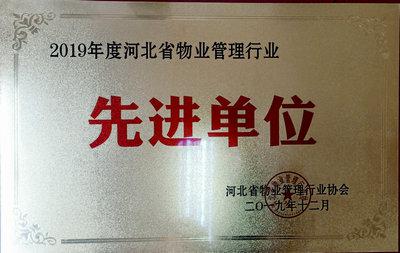 2019年度河北省物业管理行业
先进单位
河北省物业管理行业协会
二〇一九年十二月